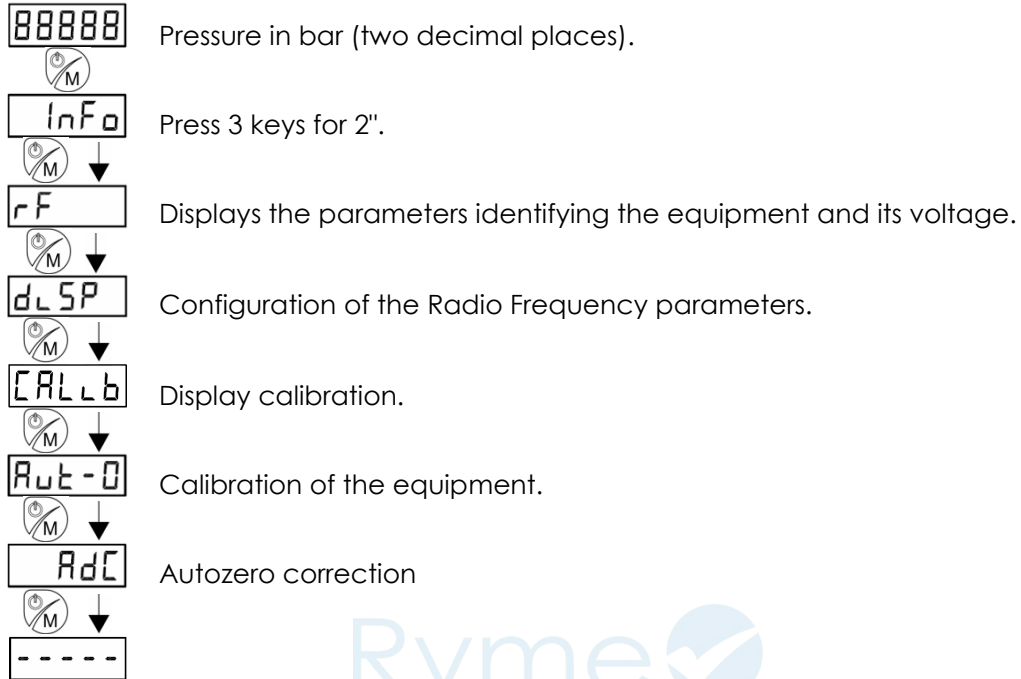 88888 Pressure in bar (two decimal places).
M
InFo Press 3 keys for 2".
M
rF Displays the parameters identifying the equipment and its voltage.
M
diSP Configuration of the Radio Frequency parameters.
M
CALib Display calibration.
M
Aut-0 Calibration of the equipment.
M
AdC Autozero correction
M
Ryme
-----